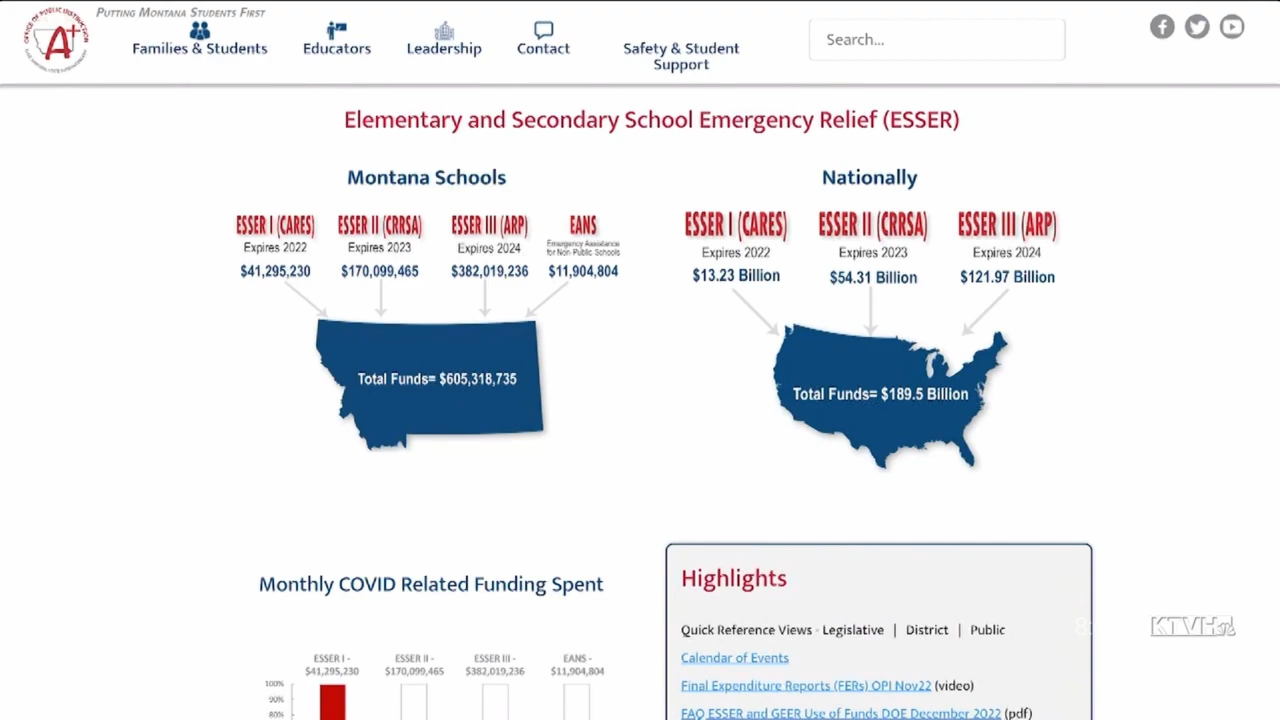 PUTTING MONTANA STUDENTS FIRST
OFFICE OF PUBLIC INSTRUCTION
A+
Families & Students
Educators
Leadership
Contact
Safety & Student
Support
Search...
Elementary and Secondary School Emergency Relief (ESSER)
Montana Schools
ESSER I (CARES)
Expires 2022
$41,295,230
ESSER II (CRRSA)
Expires 2023
$170,099,465
ESSER III (ARP)
Expires 2024
$382,019,236
EANS
Emergency Assistance
for Non-Public Schools
$11,904,804
Total Funds= $605,318,735
Nationally
ESSER I (CARES)
Expires 2022
$13.23 Billion
ESSER II (CRRSA)
Expires 2023
$54.31 Billion
ESSER III (ARP)
Expires 2024
$121.97 Billion
Total Funds= $189.5 Billion
Monthly COVID Related Funding Spent
ESSER I -
$41,295,230
ESSER II -
$170,099,465
ESSER III -
$382,019,236
EANS -
$11,904,804
100%
90%
80%
Highlights
Quick Reference Views - Legislative | District | Public
Calendar of Events
Final Expenditure Reports (FERs) OPI Nov22 (video)
FAQ ESSER and GEER Use of Funds DOE December 2022 (pdf)
KTVH